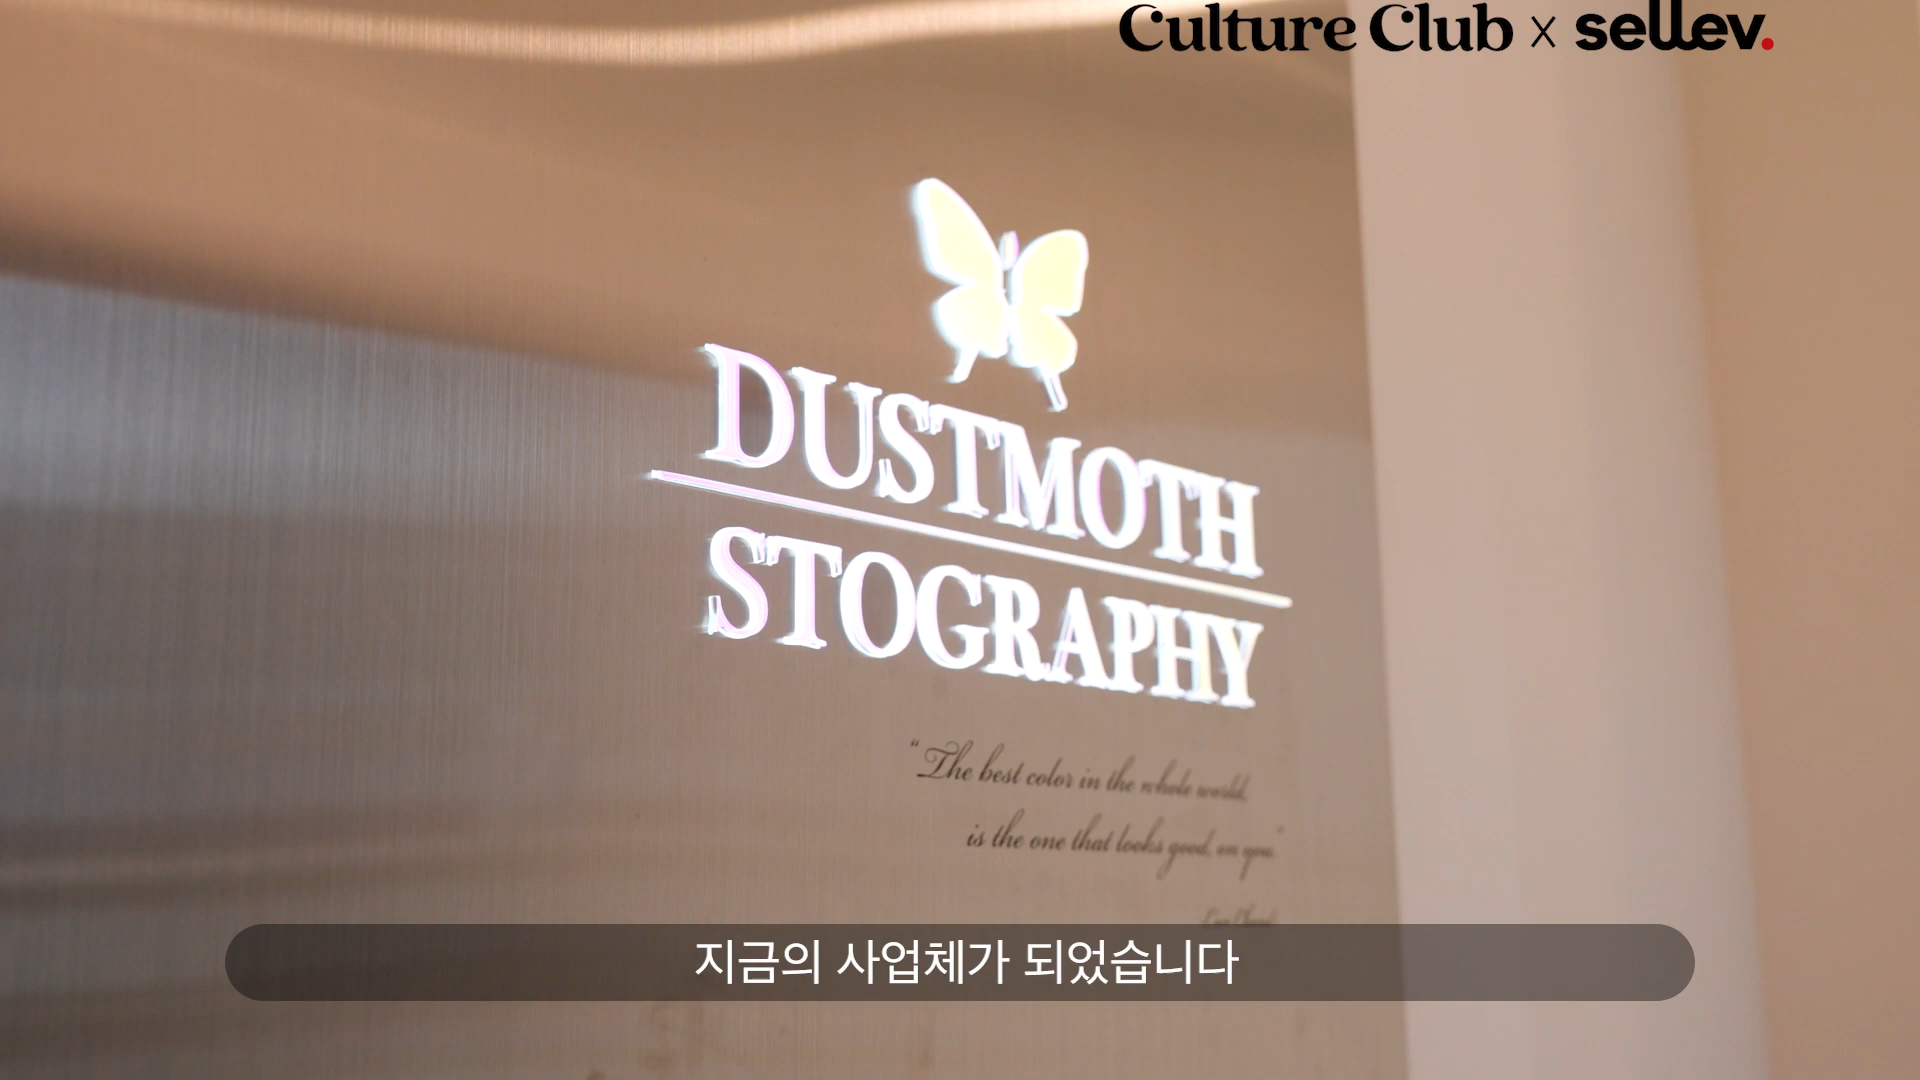 Culture Club x sellev.
DUSTMOTH
STOGRAPHY
“The best color in the whole world,
is the one that looks good, on you.”
지금의 사업체가 되었습니다